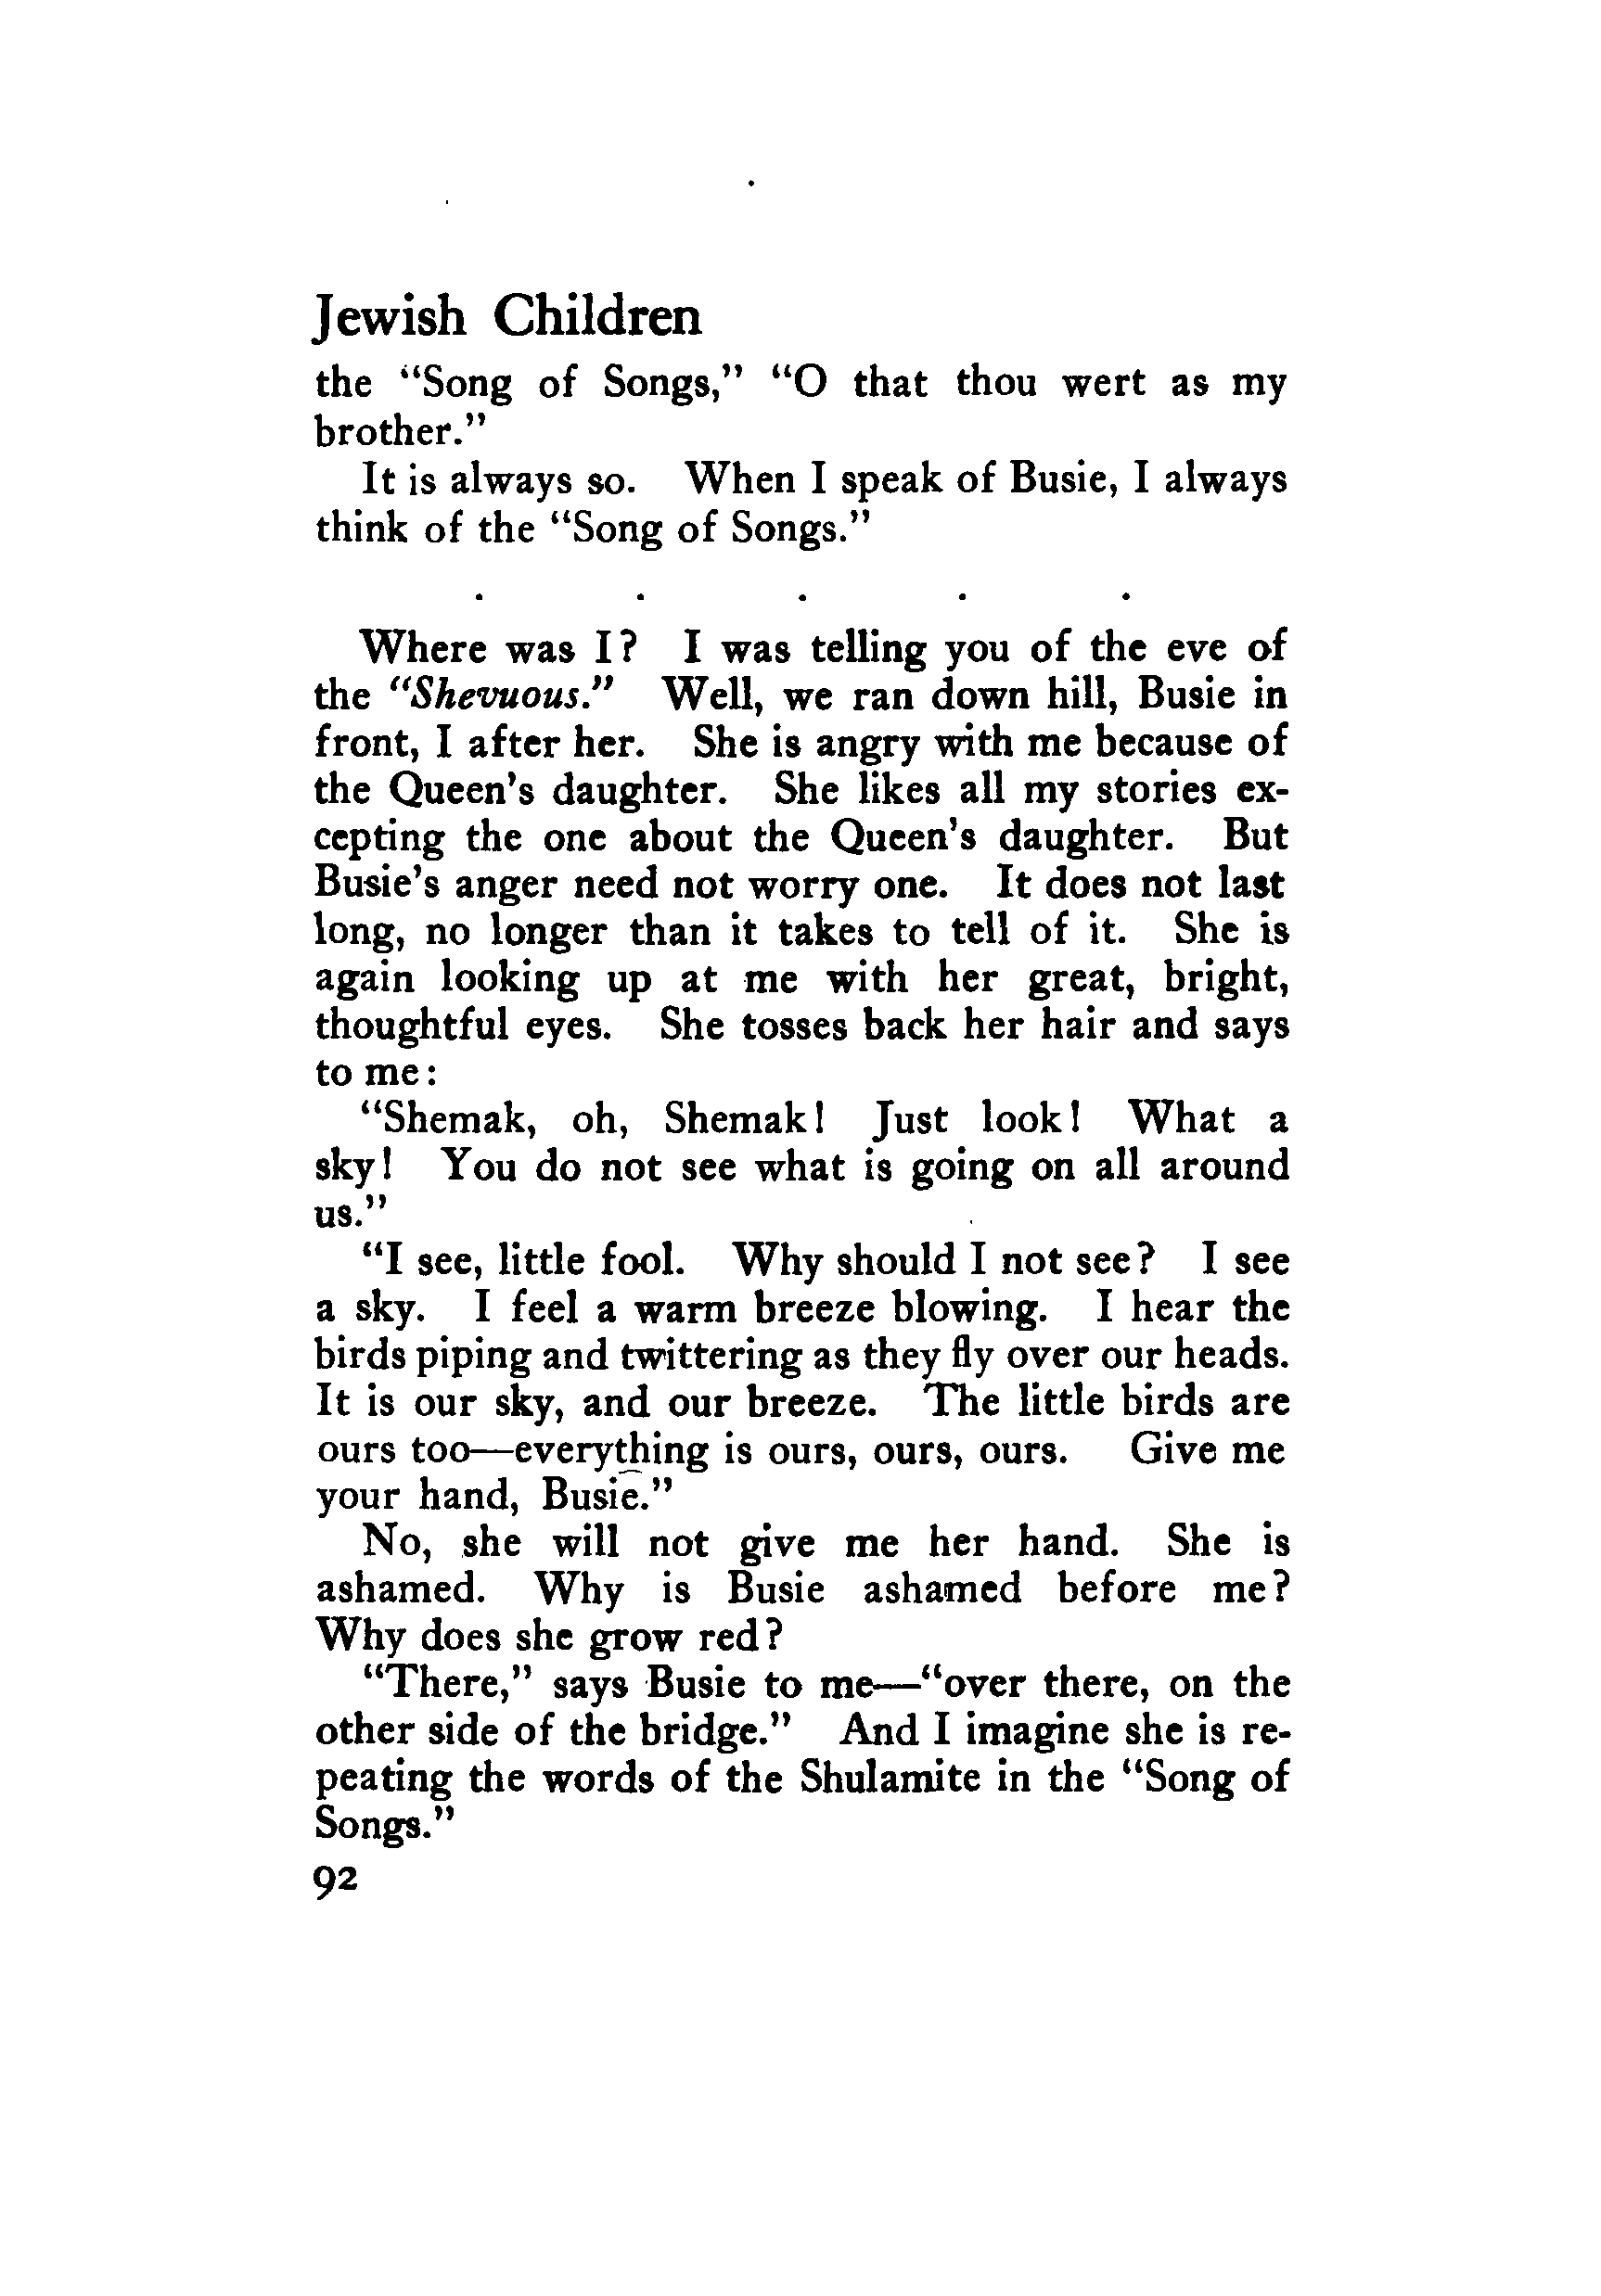 Jewish Children
the "Song of Songs," "O that thou wert as my
brother."
It is always so. When I speak of Busie, I always
think of the "Song of Songs."
. . . . .
Where was I? I was telling you of the eve of
the "Shevuous." Well, we ran down hill, Busie in
front, I after her. She is angry with me because of
the Queen's daughter. She likes all my stories ex-
cepting the one about the Queen's daughter. But
Busie's anger need not worry one. It does not last
long, no longer than it takes to tell of it. She is
again looking up at me with her great, bright,
thoughtful eyes. She tosses back her hair and says
to me:
"Shemak, oh, Shemak! Just look! What a
sky! You do not see what is going on all around
us."
"I see, little fool. Why should I not see? I see
a sky. I feel a warm breeze blowing. I hear the
birds piping and twittering as they fly over our heads.
It is our sky, and our breeze. The little birds are
ours too—everything is ours, ours, ours. Give me
your hand, Busie."
No, she will not give me her hand. She is
ashamed. Why is Busie ashamed before me?
Why does she grow red?
"There," says Busie to me—"over there, on the
other side of the bridge." And I imagine she is re-
peating the words of the Shulamite in the "Song of
Songs."
92